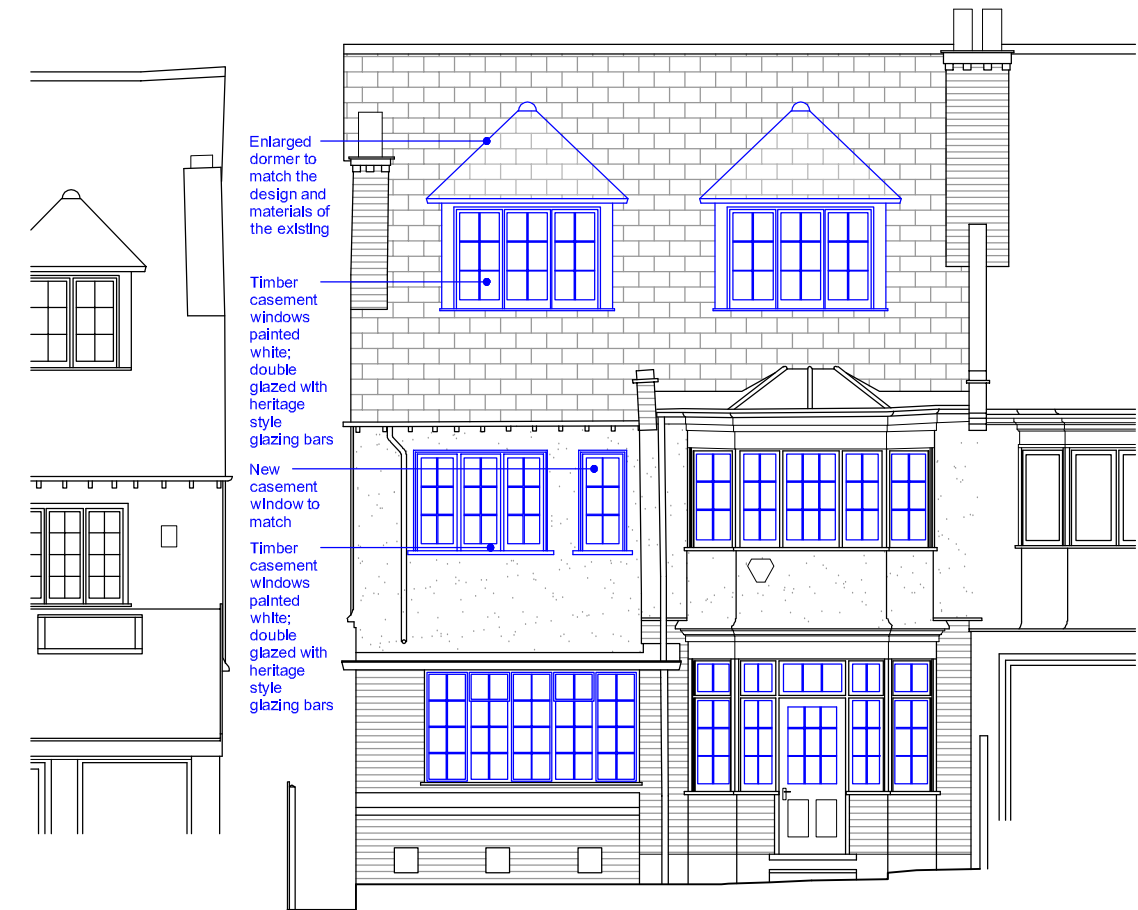 Enlarged
dormer to
match the
design and
materials of
the existing
Timber
casement
windows
painted
white;
double
glazed with
heritage
style
glazing bars
New
casement
window to
match
Timber
casement
windows
painted
white;
double
glazed with
heritage
style
glazing bars